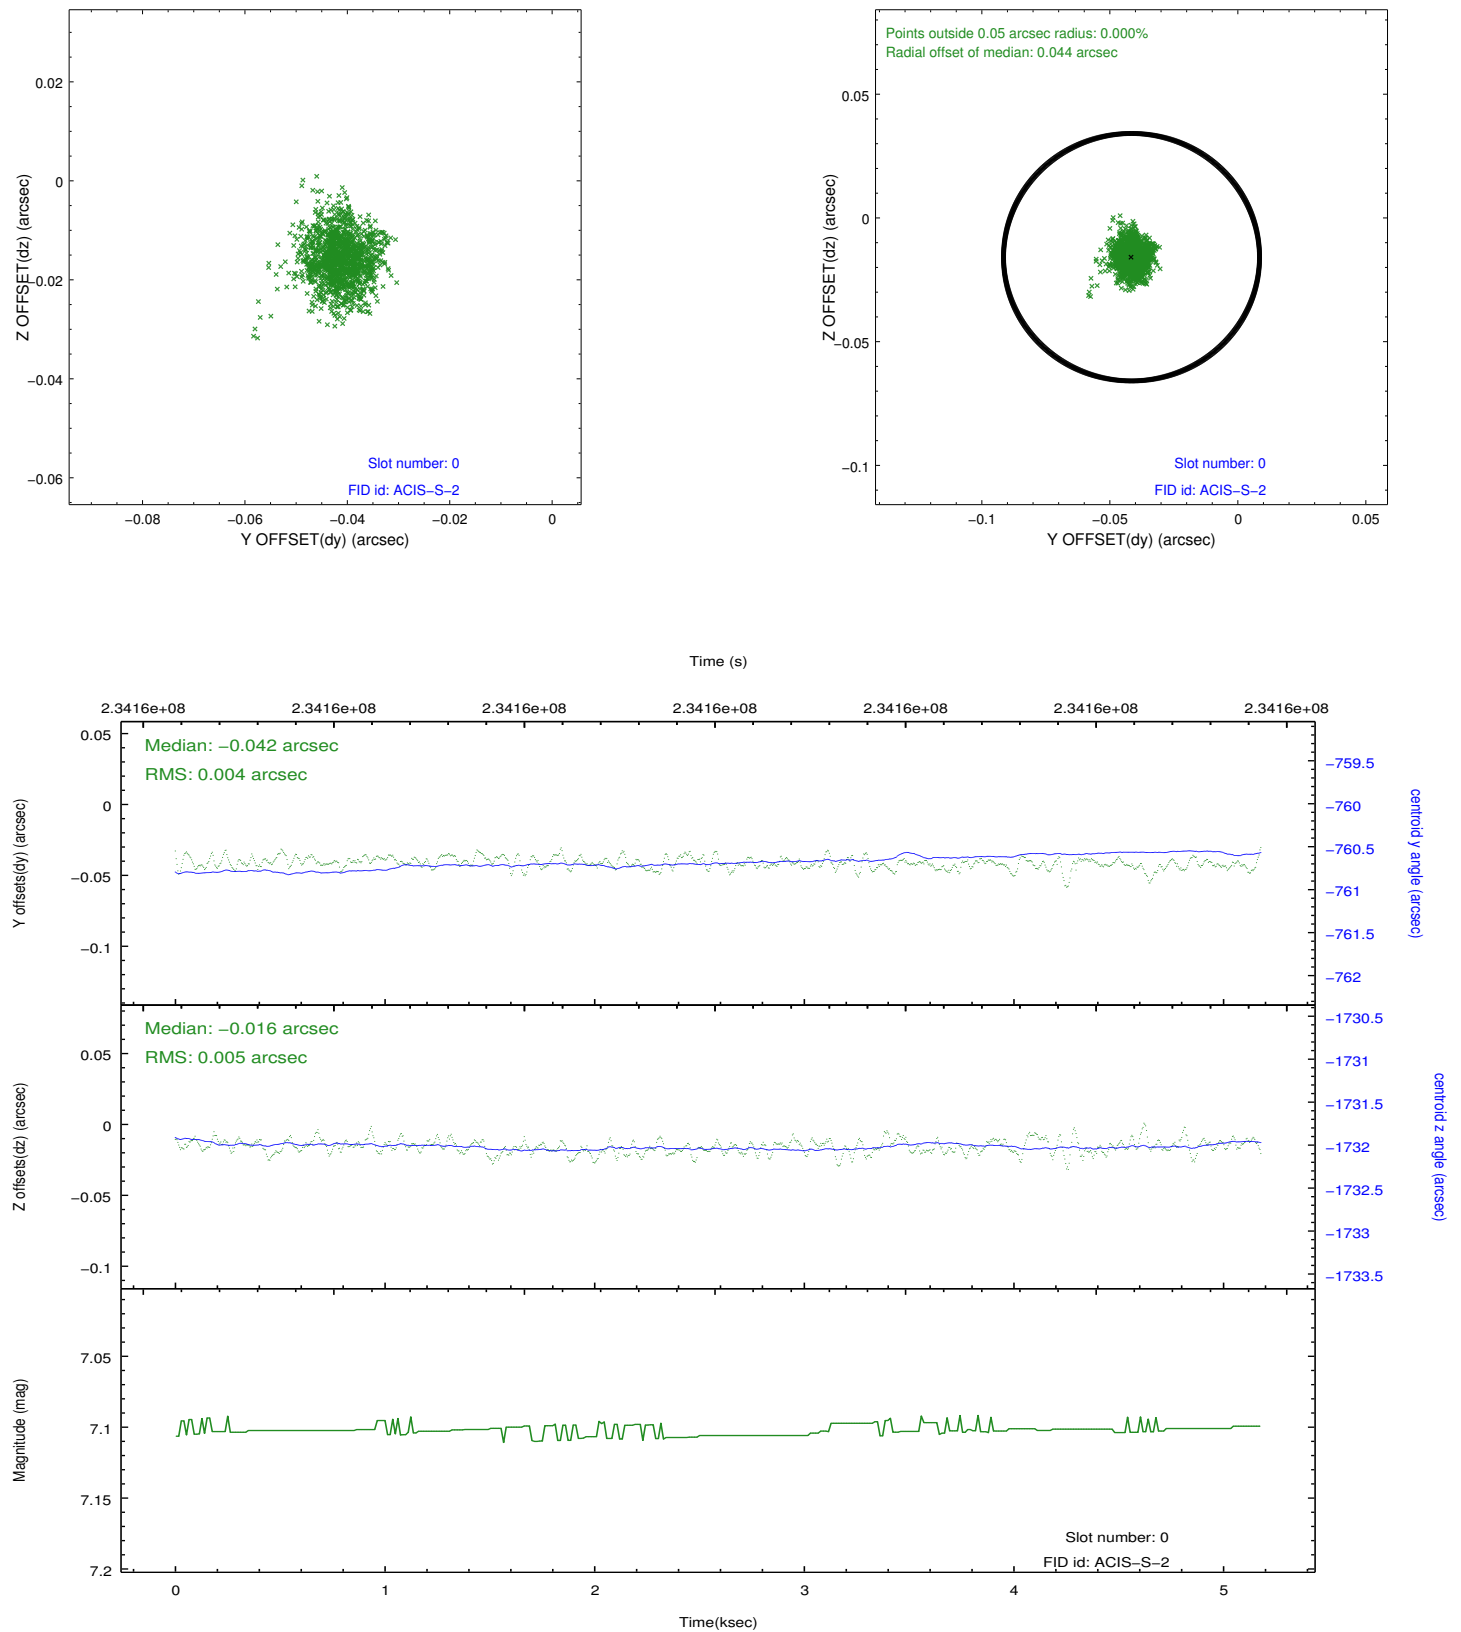 0.02
0
−0.02
−0.04
−0.06
Z OFFSET(dz) (arcsec)
Slot number: 0
FID id: ACIS−S−2
−0.08
−0.06
−0.04
−0.02
0
Y OFFSET(dy) (arcsec)
Points outside 0.05 arcsec radius: 0.000%
Radial offset of median: 0.044 arcsec
0.05
0
−0.05
−0.1
Z OFFSET(dz) (arcsec)
Slot number: 0
FID id: ACIS−S−2
−0.1
−0.05
0
0.05
Y OFFSET(dy) (arcsec)
Time (s)
2.3416e+08
2.3416e+08
2.3416e+08
2.3416e+08
2.3416e+08
2.3416e+08
2.3416e+08
Median: −0.042 arcsec
RMS: 0.004 arcsec
0.05
0
−0.05
−0.1
Y offsets(dy) (arcsec)
−759.5
−760
−760.5
−761
−761.5
−762
centroid y angle (arcsec)
Median: −0.016 arcsec
RMS: 0.005 arcsec
0.05
0
−0.05
−0.1
Z offsets(dz) (arcsec)
−1730.5
−1731
−1731.5
−1732
−1732.5
−1733
−1733.5
centroid z angle (arcsec)
7.05
7.1
7.15
7.2
Magnitude (mag)
Slot number: 0
FID id: ACIS−S−2
0
1
2
3
4
5
Time(ksec)